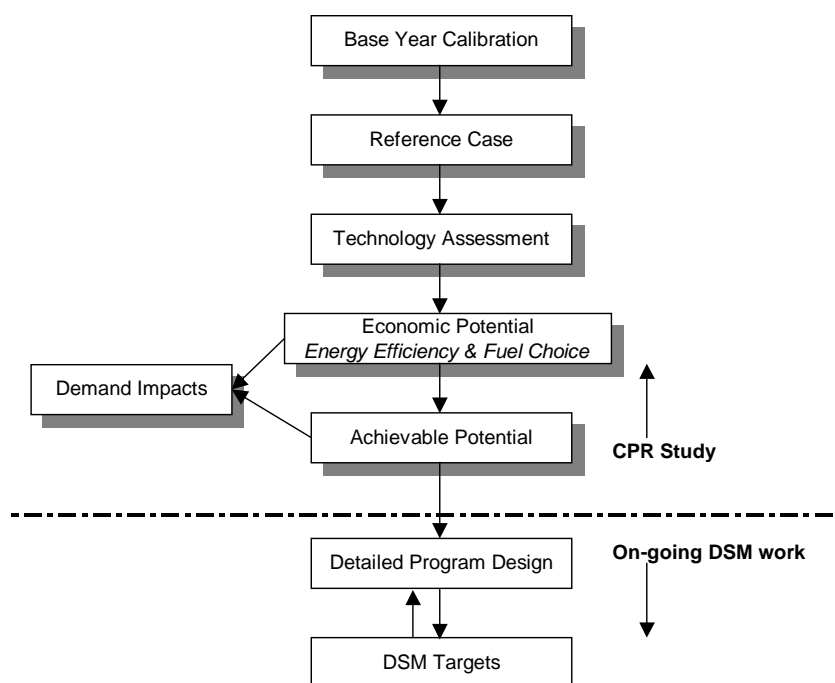 Base Year Calibration
Reference Case
Technology Assessment
Economic Potential
Energy Efficiency & Fuel Choice
Demand Impacts
Achievable Potential
CPR Study
Detailed Program Design
On-going DSM work
DSM Targets